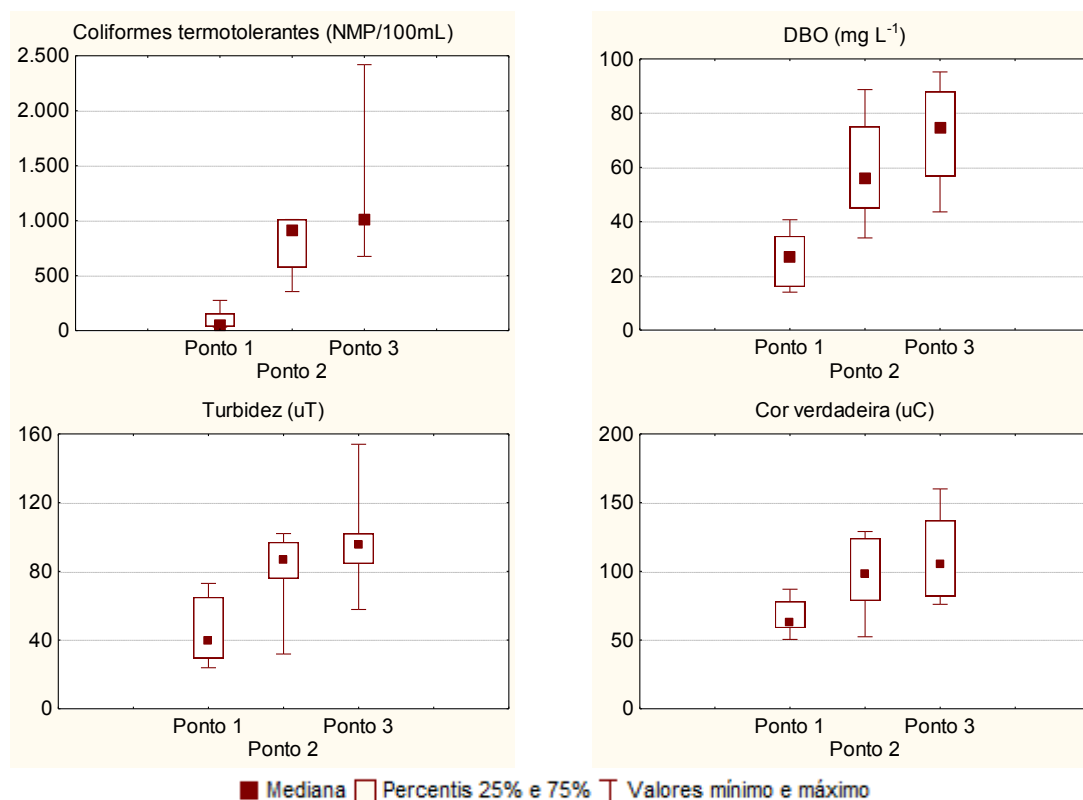 Coliformes termotolerantes (NMP/100mL)
2.500
2.000
1.500
1.000
500
0
Ponto 1 Ponto 3
Ponto 2
DBO (mg L⁻¹)
100
80
60
40
20
0
Ponto 1 Ponto 3
Ponto 2
Turbidez (uT)
160
120
80
40
0
Ponto 1 Ponto 3
Ponto 2
Cor verdadeira (uC)
200
150
100
50
0
Ponto 1 Ponto 3
Ponto 2
Mediana Percentis 25% e 75% Valores mínimo e máximo